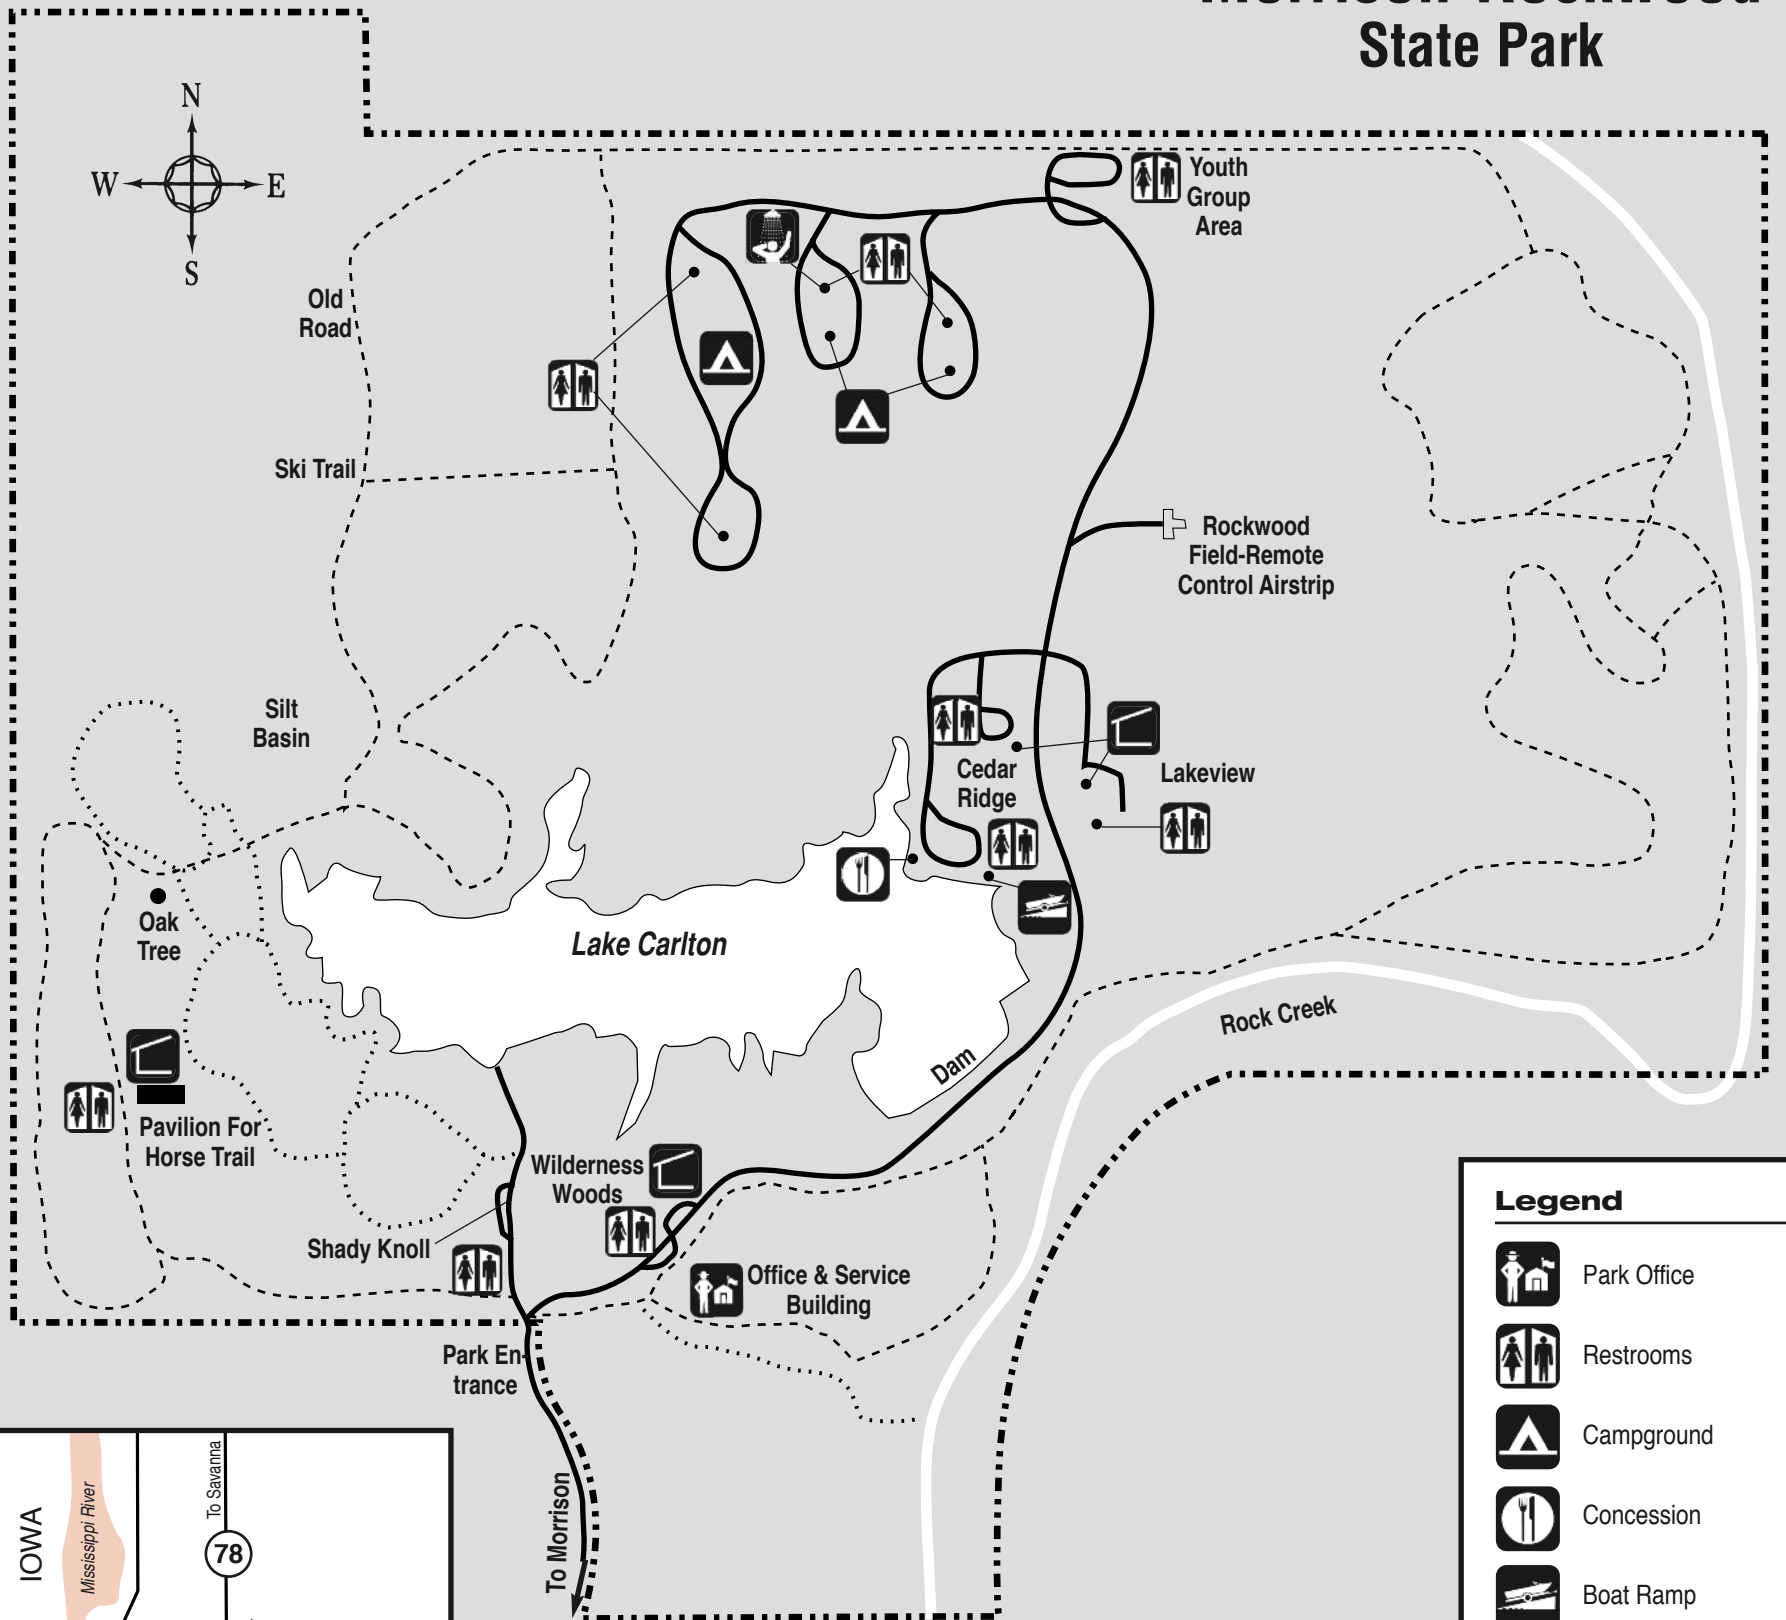 State Park
N
W
E
S
Youth
Group
Area
Old
Road
Ski Trail
Rockwood
Field-Remote
Control Airstrip
Silt
Basin
Cedar
Ridge
Lakeview
Oak
Tree
Lake Carlton
Rock Creek
Dam
Pavilion For
Horse Trail
Wilderness
Woods
Shady Knoll
Office & Service
Building
Park En-
trance
To Morrison
Legend
Park Office
Restrooms
Campground
Concession
Boat Ramp
IOWA
Mississippi River
To Savanna
78